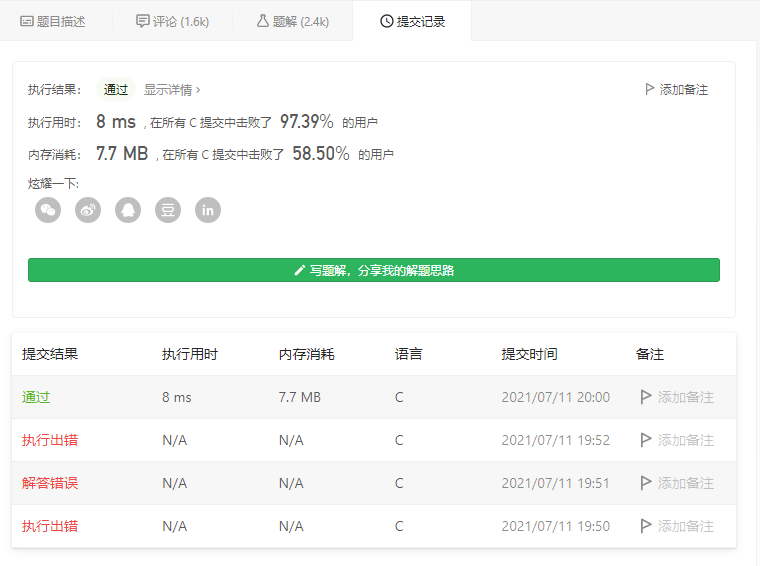 题目描述 评论 (1.6k) 题解 (2.4k) 提交记录
执行结果： 通过 显示详情 › 添加备注
执行用时： 8 ms , 在所有 C 提交中击败了 97.39% 的用户
内存消耗： 7.7 MB , 在所有 C 提交中击败了 58.50% 的用户
炫耀一下:
豆 in
写题解，分享我的解题思路
提交结果 执行用时 内存消耗 语言 提交时间 备注
通过 8 ms 7.7 MB C 2021/07/11 20:00 添加备注
执行出错 N/A N/A C 2021/07/11 19:52 添加备注
解答错误 N/A N/A C 2021/07/11 19:51 添加备注
执行出错 N/A N/A C 2021/07/11 19:50 添加备注